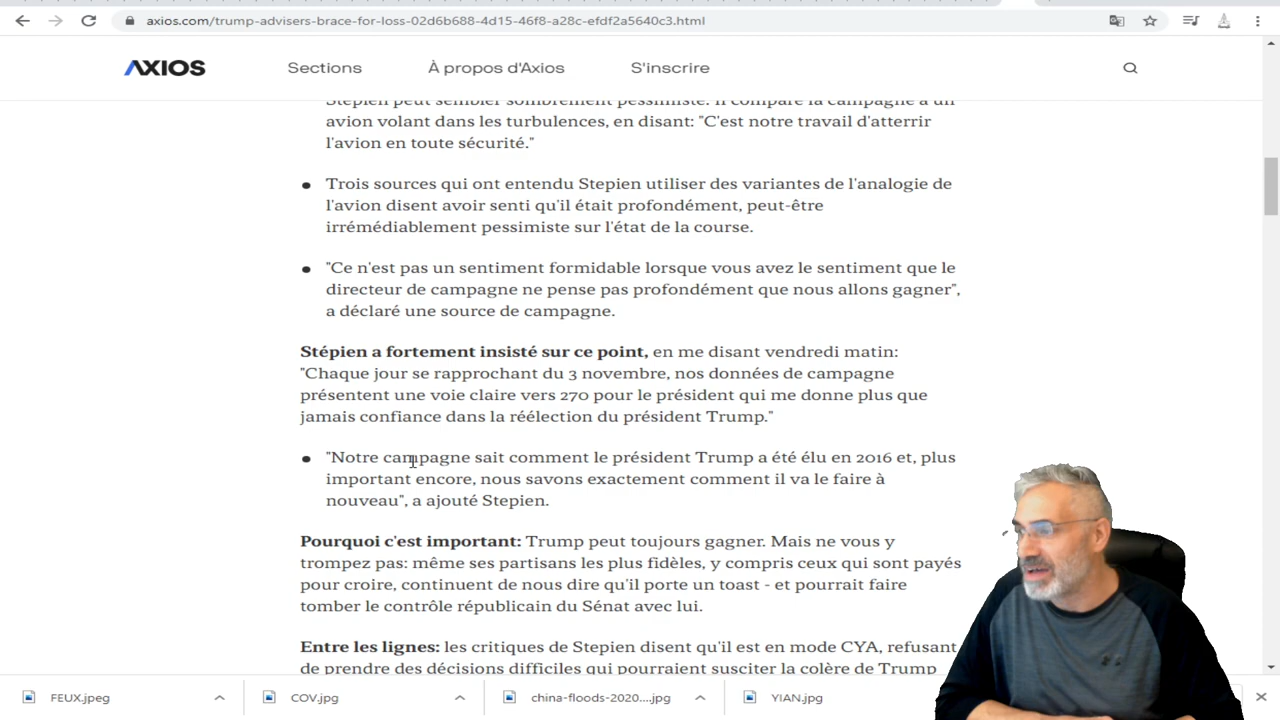 axios.com/trump-advisers-brace-for-loss-02d6b688-4d15-46f8-a28c-efdf2a5640c3.html
AXIOS
Sections
À propos d'Axios
S'inscrire
Stepien peut sembler sombrement pessimiste. Il compare la campagne à un
avion volant dans les turbulences, en disant: "C'est notre travail d'atterrir
l'avion en toute sécurité."
Trois sources qui ont entendu Stepien utiliser des variantes de l'analogie de
l'avion disent avoir senti qu'il était profondément, peut-être
irrémédiablement pessimiste sur l'état de la course.
"Ce n'est pas un sentiment formidable lorsque vous avez le sentiment que le
directeur de campagne ne pense pas profondément que nous allons gagner",
a déclaré une source de campagne.
Stépien a fortement insisté sur ce point, en me disant vendredi matin:
"Chaque jour se rapprochant du 3 novembre, nos données de campagne
présentent une voie claire vers 270 pour le président qui me donne plus que
jamais confiance dans la réélection du président Trump."
"Notre campagne sait comment le président Trump a été élu en 2016 et, plus
important encore, nous savons exactement comment il va le faire à
nouveau", a ajouté Stepien.
Pourquoi c'est important: Trump peut toujours gagner. Mais ne vous y
trompez pas: même ses partisans les plus fidèles, y compris ceux qui sont payés
pour croire, continuent de nous dire qu'il porte un toast - et pourrait faire
tomber le contrôle républicain du Sénat avec lui.
Entre les lignes: les critiques de Stepien disent qu'il est en mode CYA, refusant
de prendre des décisions difficiles qui pourraient susciter la colère de Trump
FEUX.jpeg
COV.jpg
china-floods-2020....jpg
YIAN.jpg